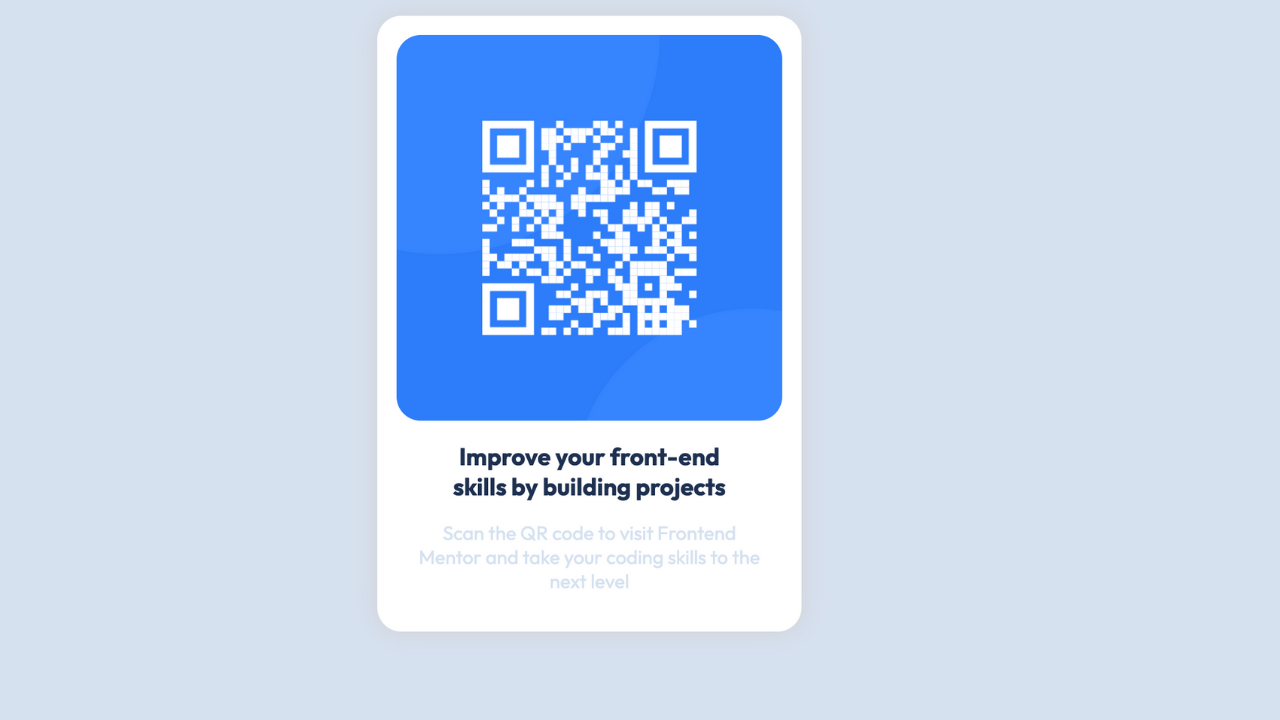 Improve your front-end
skills by building projects
Scan the QR code to visit Frontend
Mentor and take your coding skills to the
next level